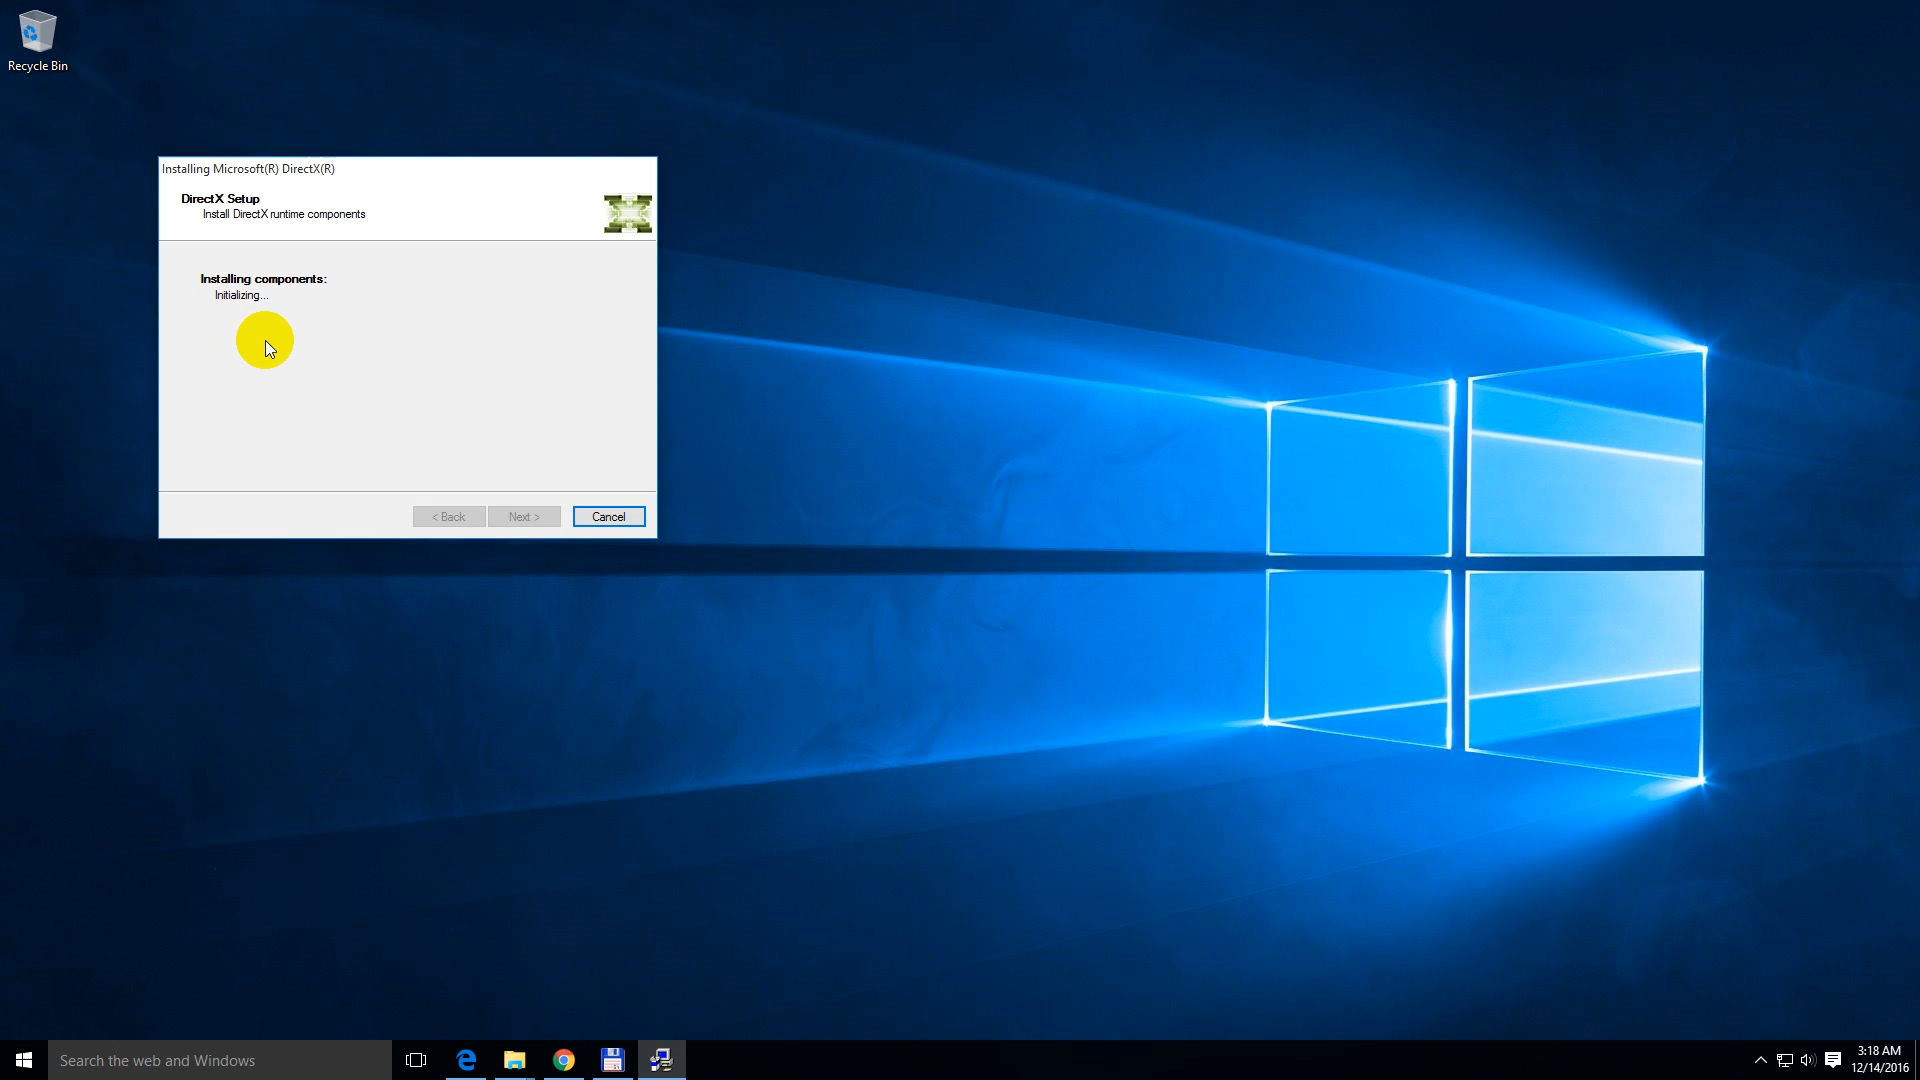 Recycle Bin
Installing Microsoft(R) DirectX(R)
DirectX Setup
Install DirectX runtime components
Installing components:
Initializing...
< Back
Next >
Cancel
Search the web and Windows
3:18 AM
12/14/2016